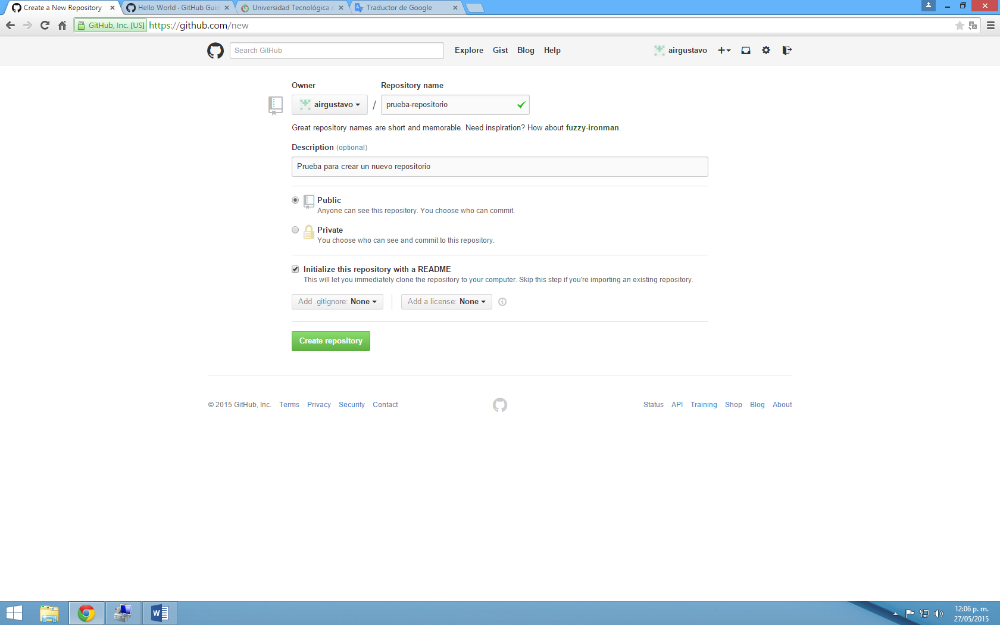 Create a New Repository
Hello World · GitHub Guid
Universidad Tecnológica
Traductor de Google
GitHub, Inc. [US] https://github.com/new
Search GitHub
Explore Gist Blog Help
airgustavo
Owner
Repository name
airgustavo / prueba-repositorio
Great repository names are short and memorable. Need inspiration? How about fuzzy-ironman.
Description (optional)
Prueba para crear un nuevo repositorio
Public
Anyone can see this repository. You choose who can commit.
Private
You choose who can see and commit to this repository.
Initialize this repository with a README
This will let you immediately clone the repository to your computer. Skip this step if you're importing an existing repository.
Add .gitignore: None
Add a license: None
Create repository
© 2015 GitHub, Inc. Terms Privacy Security Contact
Status API Training Shop Blog About
12:06 p. m.
27/05/2015